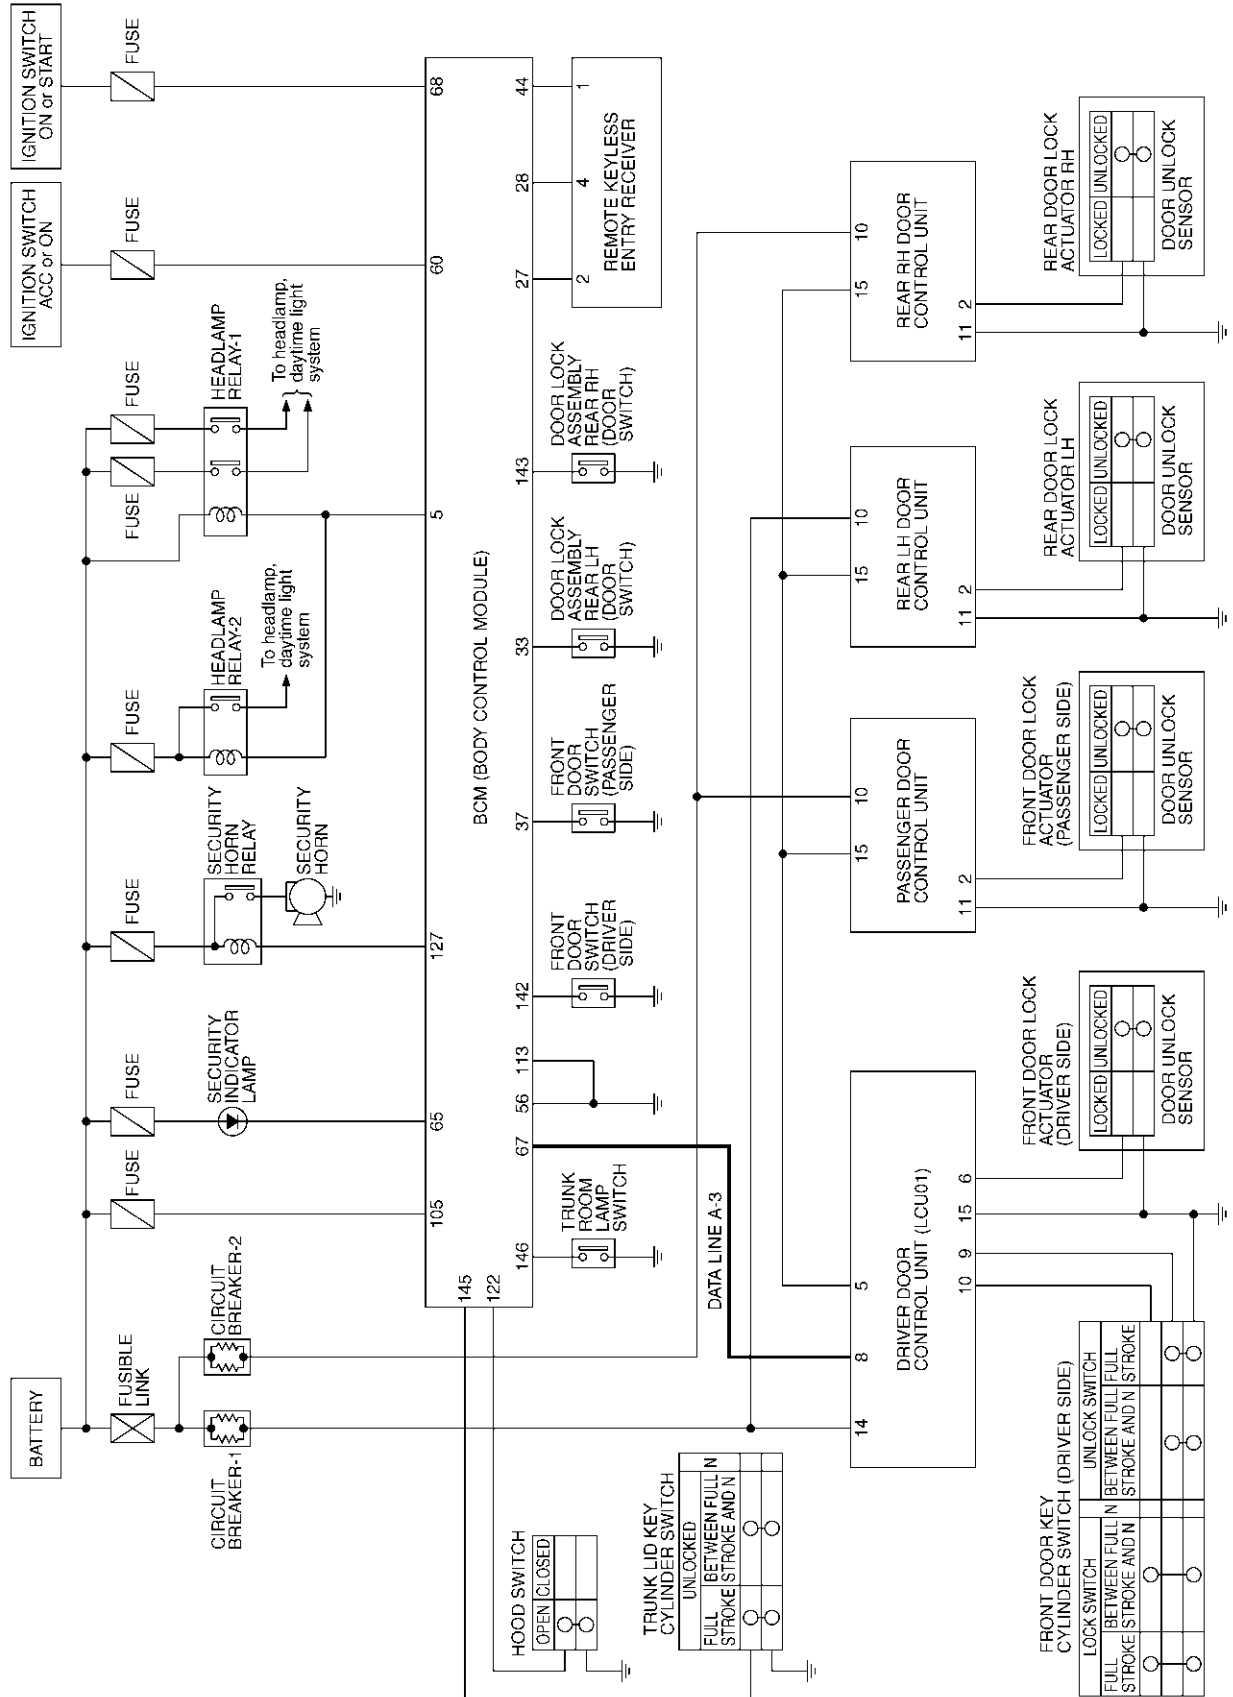 BATTERY
FUSIBLE
LINK
CIRCUIT
BREAKER-1
CIRCUIT
BREAKER-2
FUSE
FUSE
SECURITY
INDICATOR
LAMP
FUSE
SECURITY
HORN
RELAY
SECURITY
HORN
FUSE
HEADLAMP
RELAY-2
To headlamp,
daytime light
system
FUSE
FUSE
HEADLAMP
RELAY-1
To headlamp,
daytime light
system
IGNITION SWITCH
ACC or ON
FUSE
IGNITION SWITCH
ON or START
FUSE
105
65
127
5
60
68
145
122
BCM (BODY CONTROL MODULE)
146
67
56
113
142
37
33
143
27
28
44
HOOD SWITCH
OPEN
CLOSED
TRUNK
ROOM
LAMP
SWITCH
FRONT
DOOR
SWITCH
(DRIVER
SIDE)
FRONT
DOOR
SWITCH
(PASSENGER
SIDE)
DOOR LOCK
ASSEMBLY
REAR LH
(DOOR
SWITCH)
DOOR LOCK
ASSEMBLY
REAR RH
(DOOR
SWITCH)
2
4
1
REMOTE KEYLESS
ENTRY RECEIVER
TRUNK LID KEY
CYLINDER SWITCH
UNLOCKED
N
FULL
STROKE
BETWEEN FULL
STROKE AND N
DATA LINE A-3
14
8
5
DRIVER DOOR
CONTROL UNIT (LCU01)
10
9
15
6
15
10
PASSENGER DOOR
CONTROL UNIT
11
2
15
10
REAR LH DOOR
CONTROL UNIT
11
2
15
10
REAR RH DOOR
CONTROL UNIT
11
2
FRONT DOOR KEY
CYLINDER SWITCH (DRIVER SIDE)
LOCK SWITCH
N
UNLOCK SWITCH
FULL
STROKE
BETWEEN FULL
STROKE AND N
BETWEEN FULL
STROKE AND N
FULL
STROKE
FRONT DOOR LOCK
ACTUATOR
(DRIVER SIDE)
LOCKED
UNLOCKED
DOOR UNLOCK
SENSOR
FRONT DOOR LOCK
ACTUATOR
(PASSENGER SIDE)
LOCKED
UNLOCKED
DOOR UNLOCK
SENSOR
REAR DOOR LOCK
ACTUATOR LH
LOCKED
UNLOCKED
DOOR UNLOCK
SENSOR
REAR DOOR LOCK
ACTUATOR RH
LOCKED
UNLOCKED
DOOR UNLOCK
SENSOR